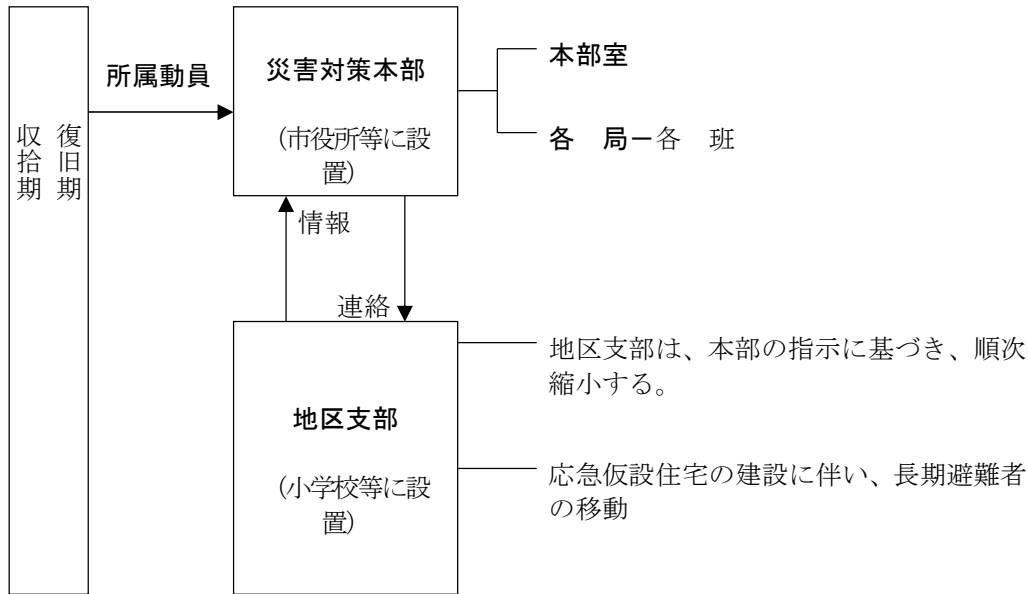 復旧期
収拾期
所属動員
災害対策本部
(市役所等に設
置)
本部室
各　局－各　班
情報
連絡
地区支部
(小学校等に設
置)
地区支部は、本部の指示に基づき、順次
縮小する。
応急仮設住宅の建設に伴い、長期避難者
の移動